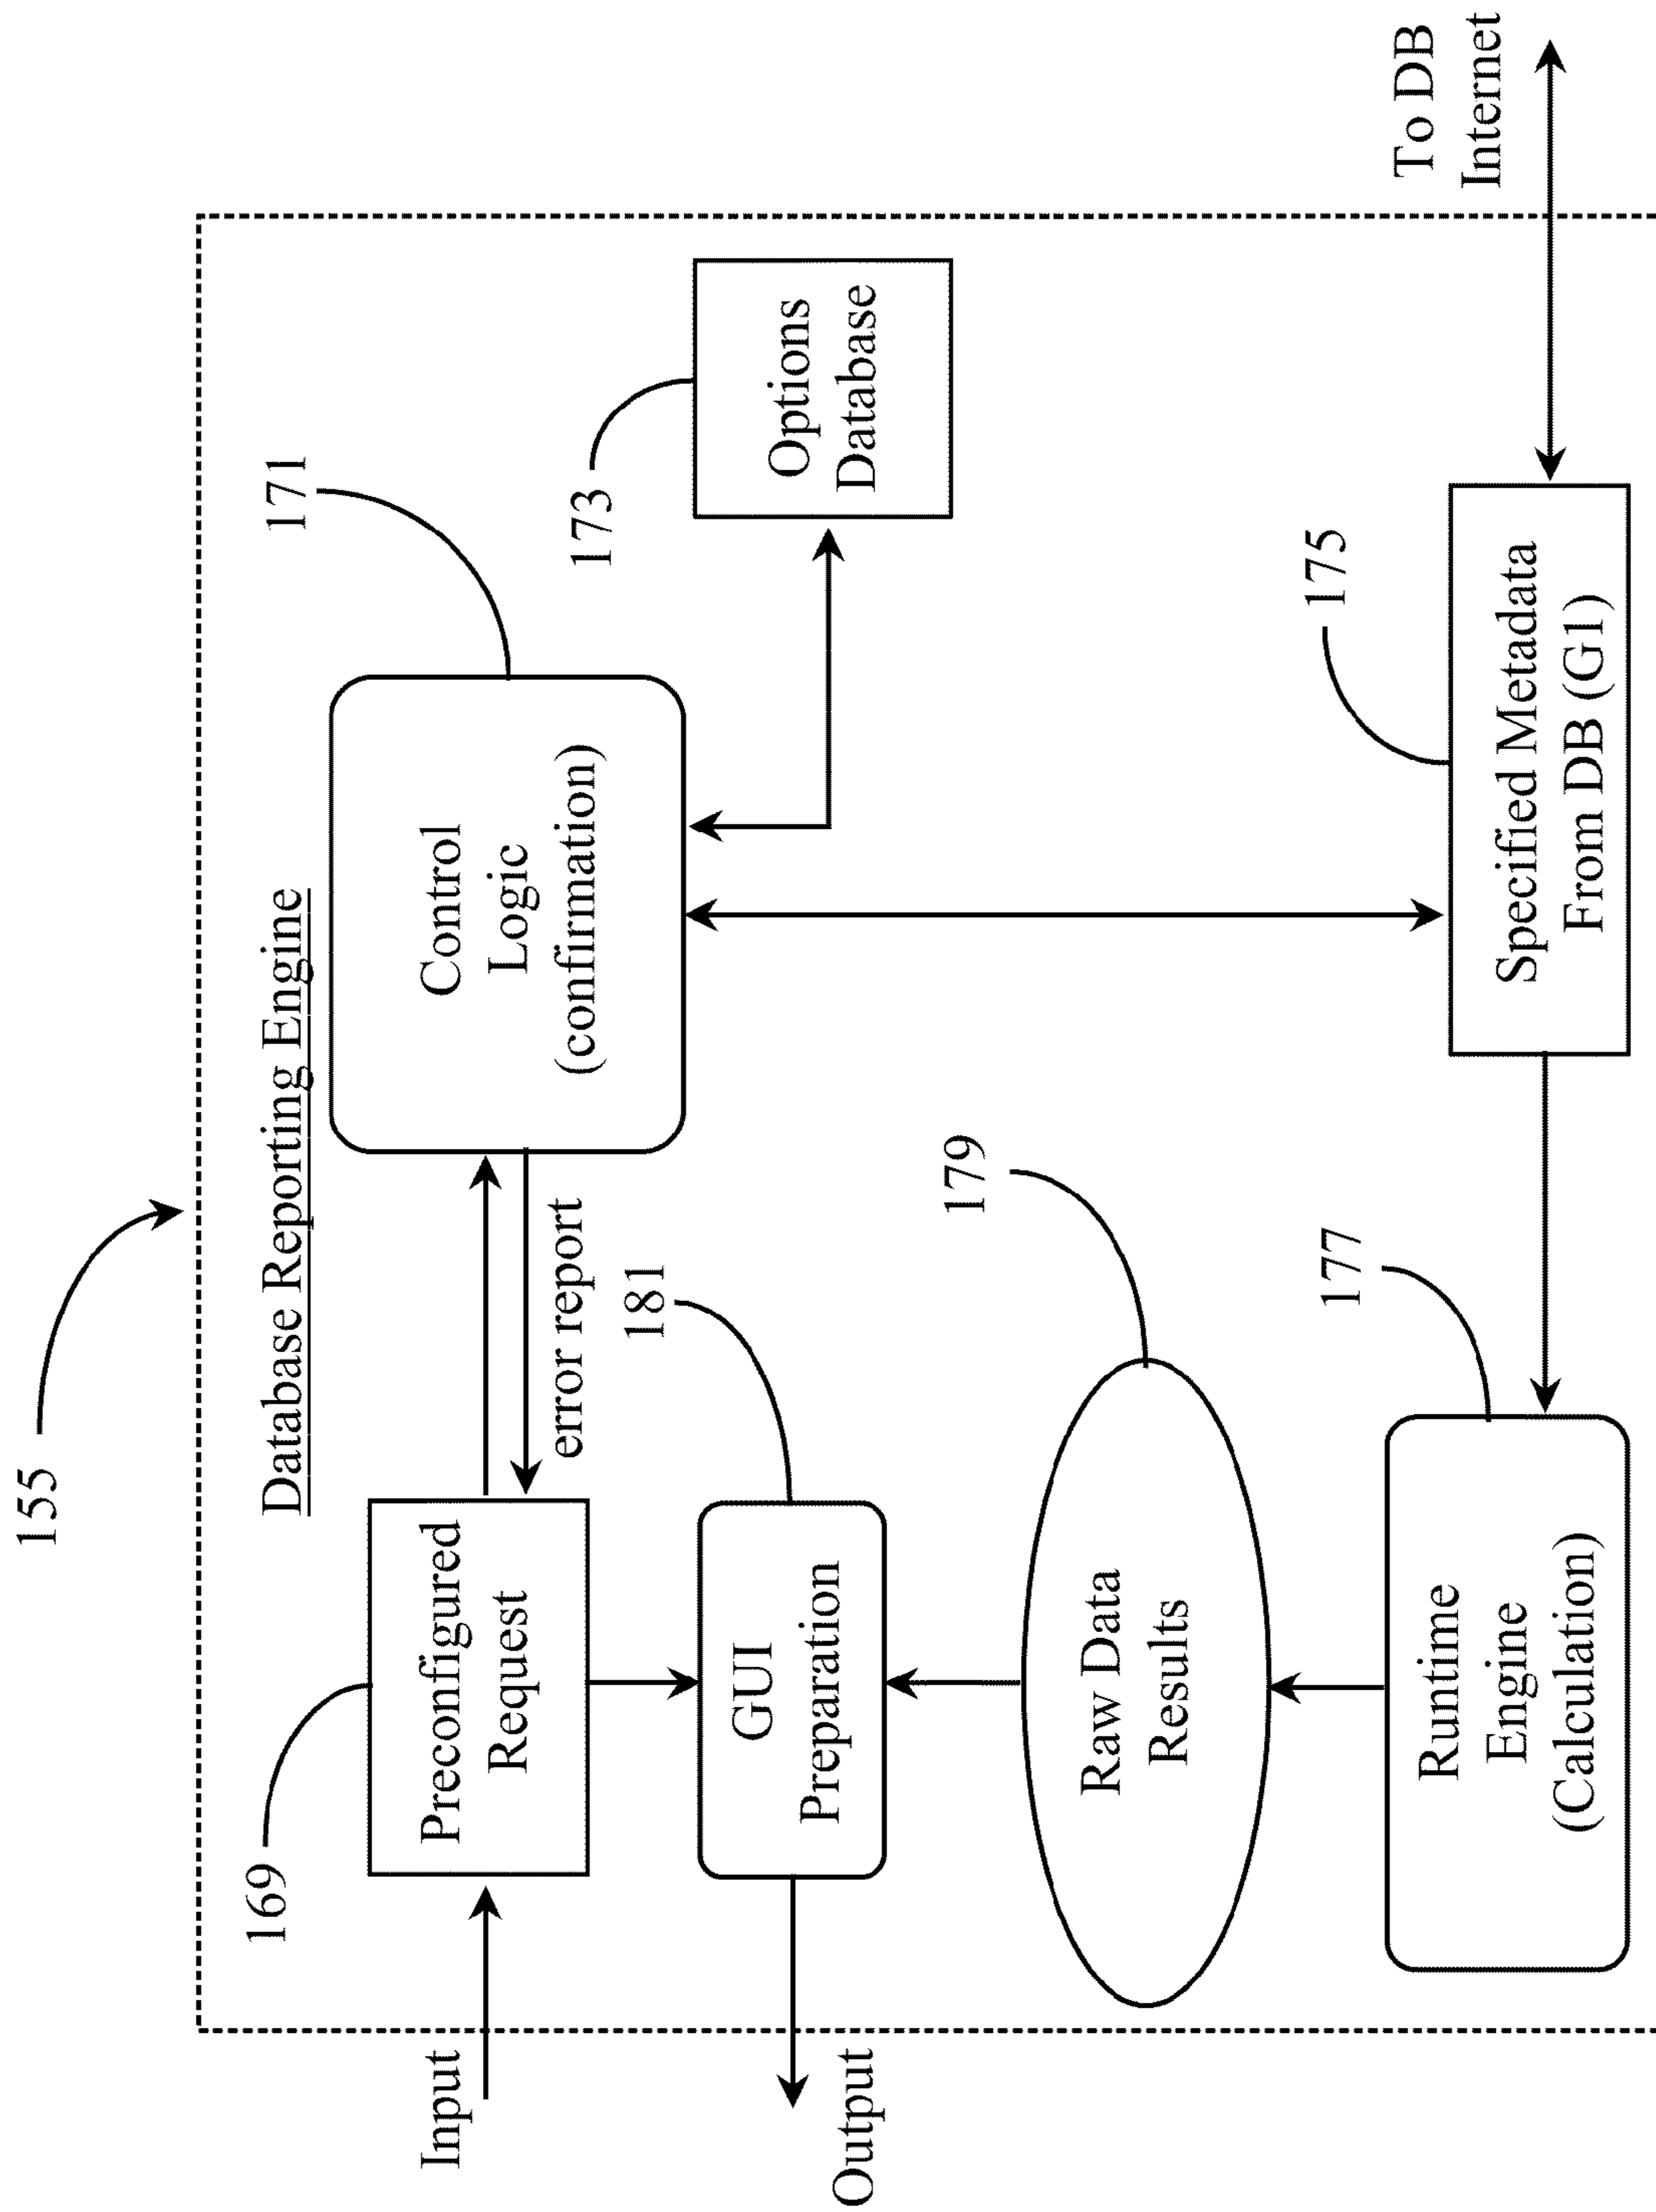 155
Database Reporting Engine
169
171
Input
Preconfigured
Request
Control
Logic
(confirmation)
error report
173
181
Output
GUI
Preparation
Options
Database
179
Raw Data
Results
177
175
To DB
Internet
Runtime
Engine
(Calculation)
Specified Metadata
From DB (G1)